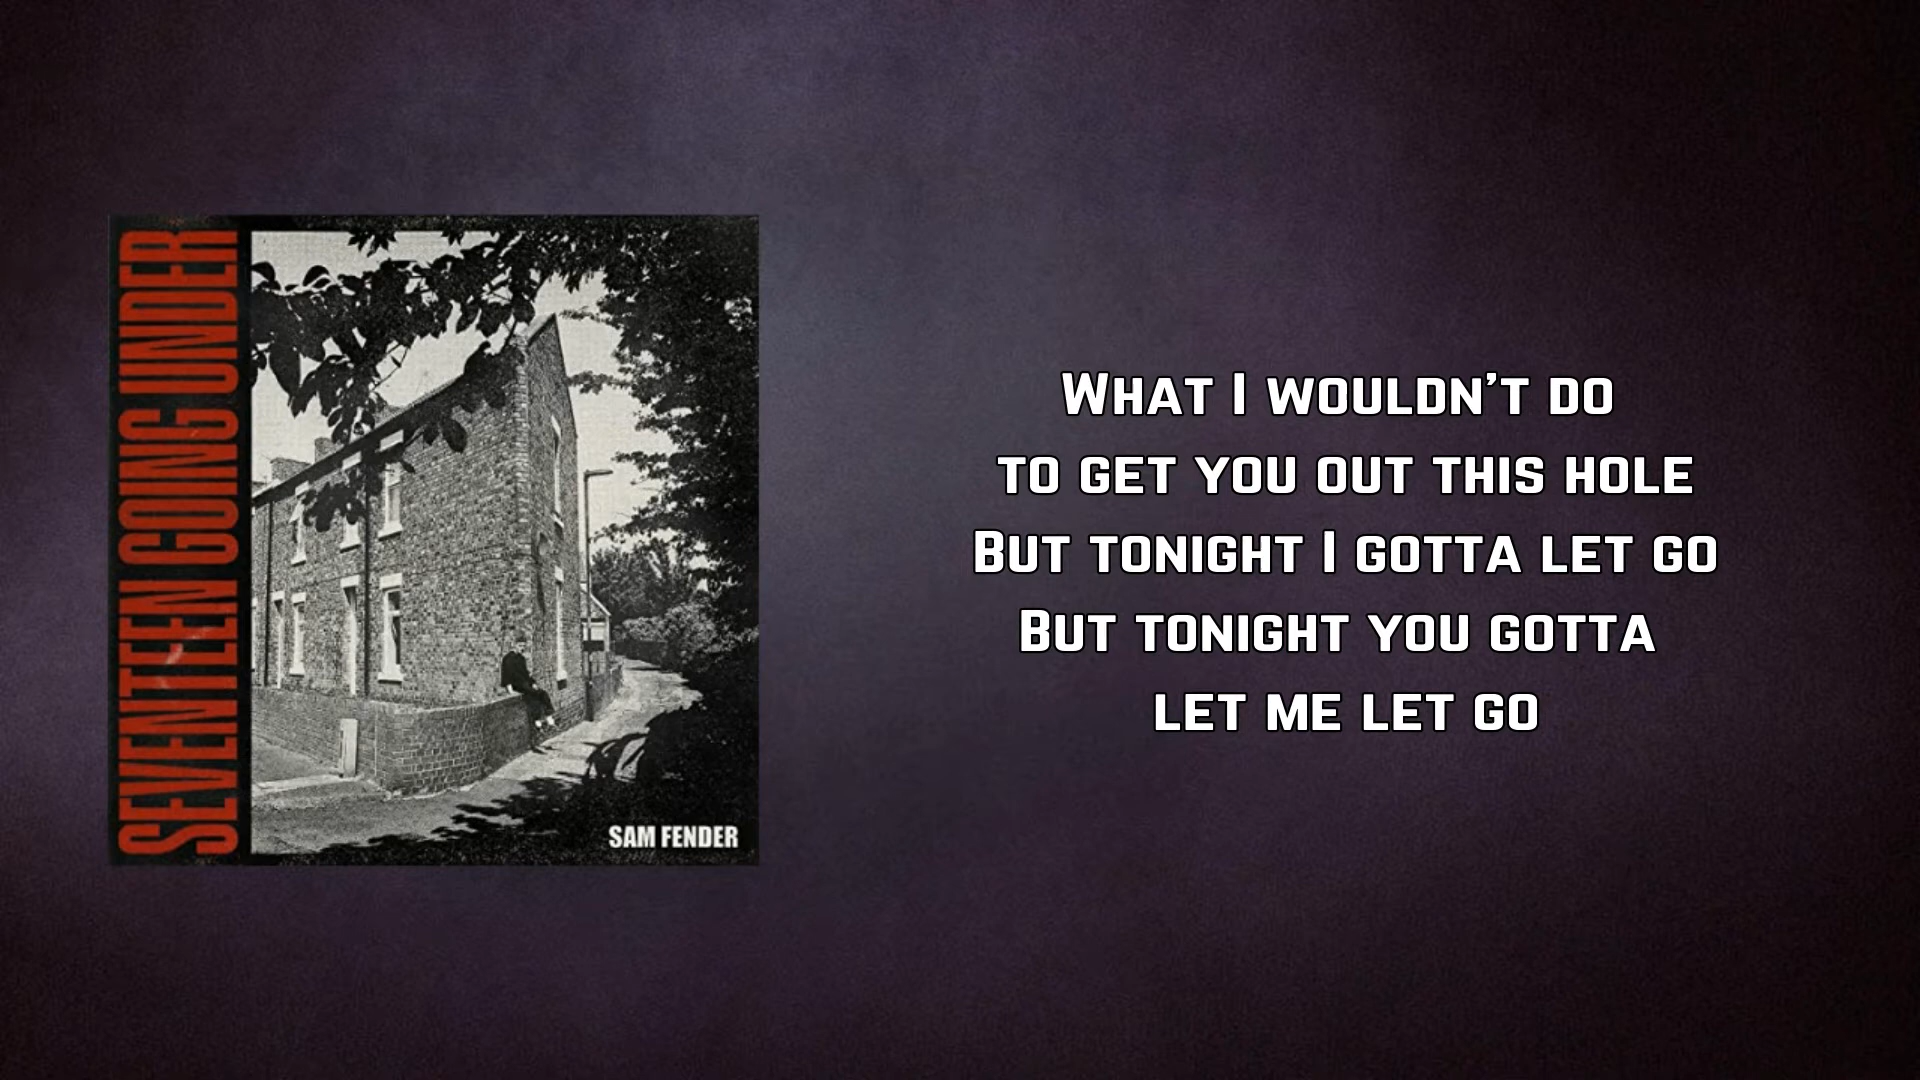 SEVENTEEN GOING UNDER
SAM FENDER
What I wouldn't do
to get you out this hole
But tonight I gotta let go
But tonight you gotta
let me let go